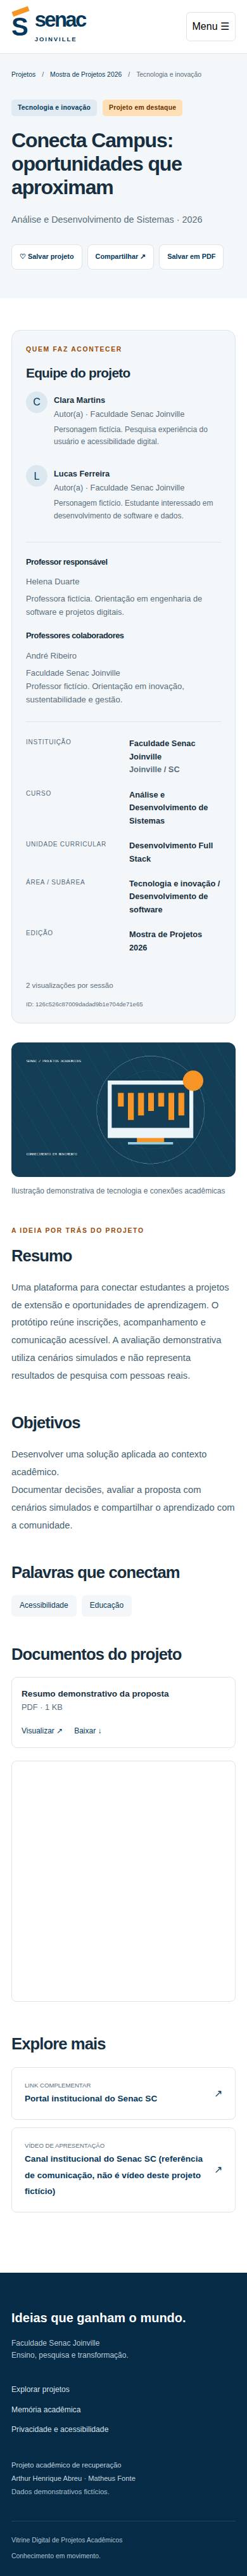 senac
JOINVILLE
Menu ☰
Projetos / Mostra de Projetos 2026 / Tecnologia e inovação
Tecnologia e inovação
Projeto em destaque
Conecta Campus:
oportunidades que
aproximam
Análise e Desenvolvimento de Sistemas · 2026
♡ Salvar projeto
Compartilhar ↗
Salvar em PDF
QUEM FAZ ACONTECER
Equipe do projeto
C
Clara Martins
Autor(a) · Faculdade Senac Joinville
Personagem fictícia. Pesquisa experiência do
usuário e acessibilidade digital.
L
Lucas Ferreira
Autor(a) · Faculdade Senac Joinville
Personagem fictício. Estudante interessado em
desenvolvimento de software e dados.
Professor responsável
Helena Duarte
Professora fictícia. Orientação em engenharia de
software e projetos digitais.
Professores colaboradores
André Ribeiro
Faculdade Senac Joinville
Professor fictício. Orientação em inovação,
sustentabilidade e gestão.
INSTITUIÇÃO
Faculdade Senac
Joinville
Joinville / SC
CURSO
Análise e
Desenvolvimento de
Sistemas
UNIDADE CURRICULAR
Desenvolvimento Full
Stack
ÁREA / SUBÁREA
Tecnologia e inovação /
Desenvolvimento de
software
EDIÇÃO
Mostra de Projetos
2026
2 visualizações por sessão
SENAC / PROJETOS ACADÊMICOS
CONHECIMENTO EM MOVIMENTO
Ilustração demonstrativa de tecnologia e conexões acadêmicas
A IDEIA POR TRÁS DO PROJETO
Resumo
Uma plataforma para conectar estudantes a projetos
de extensão e oportunidades de aprendizagem. O
protótipo reúne inscrições, acompanhamento e
comunicação acessível. A avaliação demonstrativa
utiliza cenários simulados e não representa
resultados de pesquisa com pessoas reais.
Objetivos
Desenvolver uma solução aplicada ao contexto
acadêmico.
Documentar decisões, avaliar a proposta com
cenários simulados e compartilhar o aprendizado com
a comunidade.
Palavras que conectam
Acessibilidade
Educação
Documentos do projeto
Resumo demonstrativo da proposta
PDF · 1 KB
Visualizar ↗
Baixar ↓
Explore mais
LINK COMPLEMENTAR
Portal institucional do Senac SC
↗
VÍDEO DE APRESENTAÇÃO
Canal institucional do Senac SC (referência
de comunicação, não é vídeo deste projeto
fictício)
↗
Ideias que ganham o mundo.
Faculdade Senac Joinville
Ensino, pesquisa e transformação.
Explorar projetos
Memória acadêmica
Privacidade e acessibilidade
Projeto acadêmico de recuperação
Arthur Henrique Abreu · Matheus Fonte
Dados demonstrativos fictícios.
Vitrine Digital de Projetos Acadêmicos
Conhecimento em movimento.